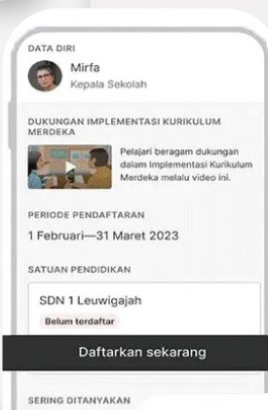 DATA DIRI
Mirfa
Kepala Sekolah
DUKUNGAN IMPLEMENTASI KURIKULUM
MERDEKA
Pelajari beragam dukungan
dalam Implementasi Kurikulum
Merdeka melalu video ini.
PERIODE PENDAFTARAN
1 Februari—31 Maret 2023
SATUAN PENDIDIKAN
SDN 1 Leuwigajah
Belum terdaftar
Daftarkan sekarang
SERING DITANYAKAN